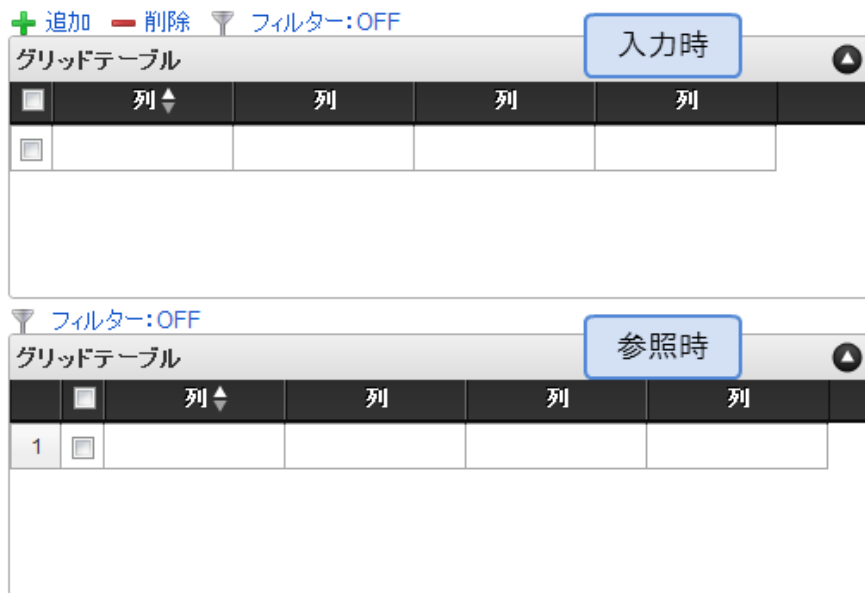 追加 削除 フィルター:OFF
グリッドテーブル
入力時
列 列 列 列
フィルター:OFF
グリッドテーブル
参照時
列 列 列 列
1